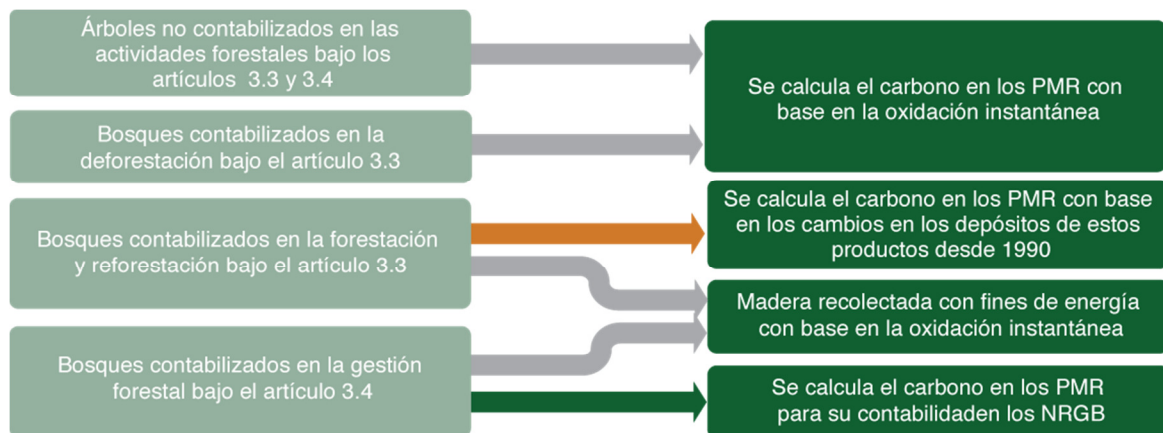 Árboles no contabilizados en las
actividades forestales bajo los
artículos 3.3 y 3.4
Se calcula el carbono en los PMR con
base en la oxidación instantánea
Bosques contabilizados en la
deforestación bajo el artículo 3.3
Se calcula el carbono en los PMR con base
en los cambios en los depósitos de estos
productos desde 1990
Bosques contabilizados en la forestación
y reforestación bajo el artículo 3.3
Madera recolectada con fines de energía
con base en la oxidación instantánea
Bosques contabilizados en la gestión
forestal bajo el artículo 3.4
Se calcula el carbono en los PMR
para su contabilidaden los NRGB